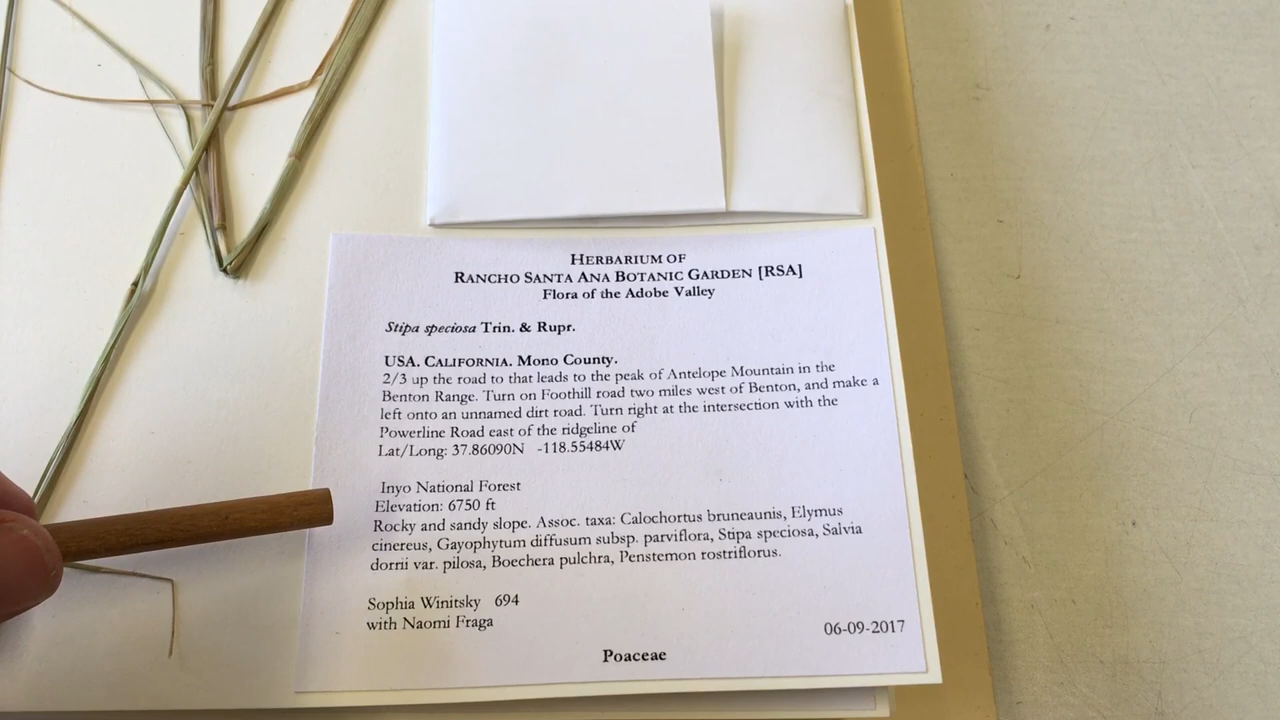 HERBARIUM OF
RANCHO SANTA ANA BOTANIC GARDEN [RSA]
Flora of the Adobe Valley
Stipa speciosa Trin. & Rupr.
USA. CALIFORNIA. Mono County.
2/3 up the road to that leads to the peak of Antelope Mountain in the
Benton Range. Turn on Foothill road two miles west of Benton, and make a
left onto an unnamed dirt road. Turn right at the intersection with the
Powerline Road east of the ridgeline of
Lat/Long: 37.86090N -118.55484W
Inyo National Forest
Elevation: 6750 ft
Rocky and sandy slope. Assoc. taxa: Calochortus bruneaunis, Elymus
cinereus, Gayophytum diffusum subsp. parviflora, Stipa speciosa, Salvia
dorrii var. pilosa, Boechera pulchra, Penstemon rostriflorus.
Sophia Winitsky 694
with Naomi Fraga
06-09-2017
Poaceae